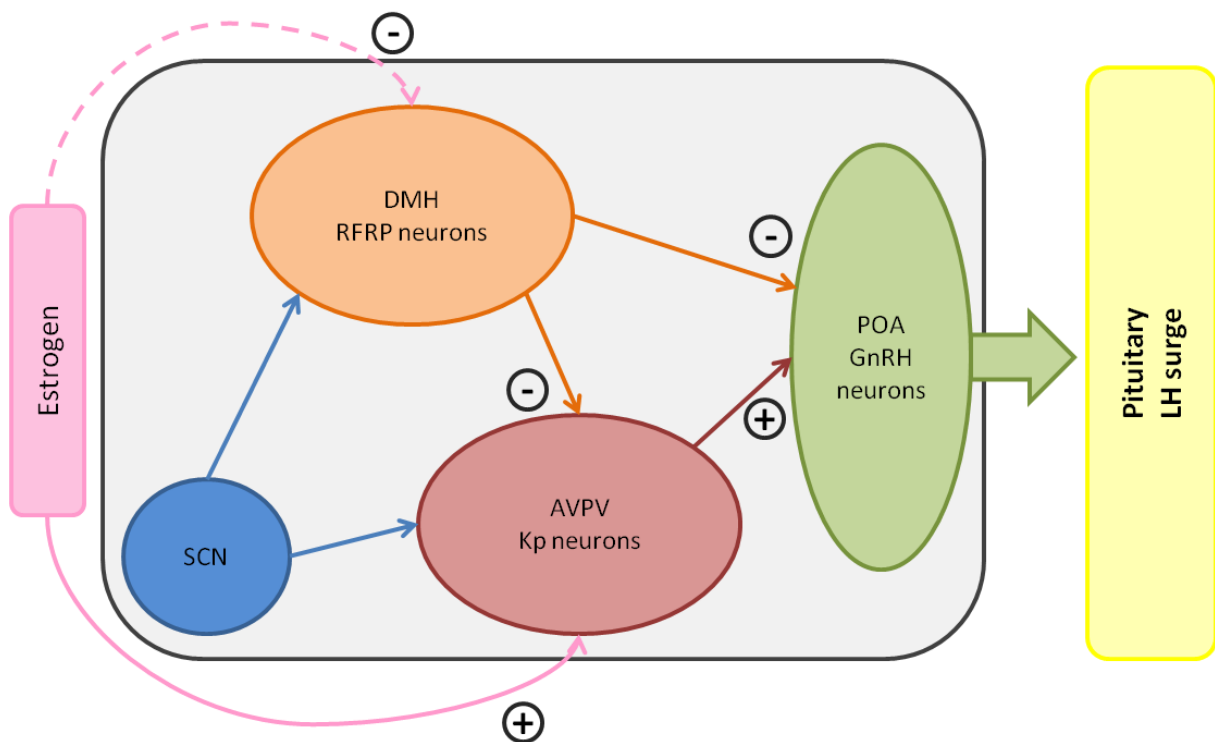 -
DMH
RFRP neurons
-
Estrogen
POA
GnRH
neurons
Pituitary
LH surge
-
+
AVPV
Kp neurons
SCN
+